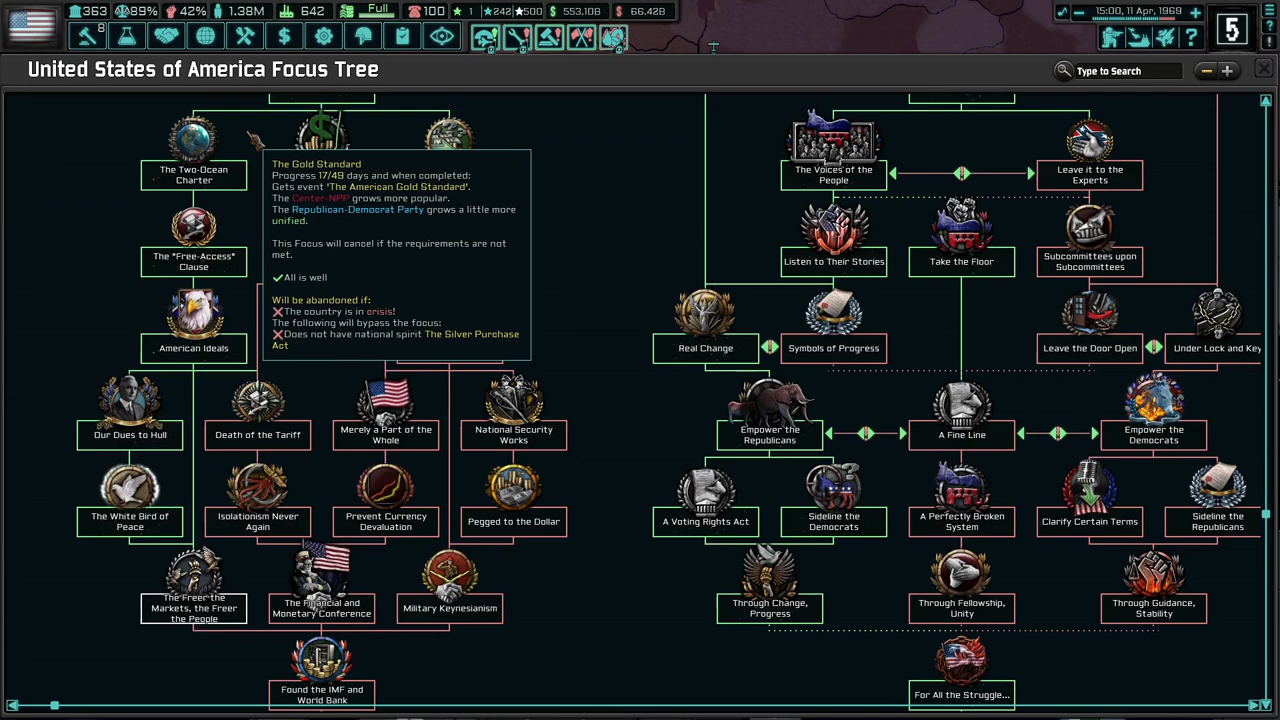 363 89% 42% 1.38M 642 Full 100 1 242 500 $ 553.10B $ 66.42B
15:00, 11 Apr, 1969
5
8
United States of America Focus Tree
Type to Search
The Two-Ocean
Charter
The Gold Standard
Progress 17/49 days and when completed:
Gets event 'The American Gold Standard'.
The Center-NPP grows more popular.
The Republican-Democrat Party grows a little more
unified.
This Focus will cancel if the requirements are not
met.
All is well
Will be abandoned if:
The country is in crisis!
The following will bypass the focus:
Does not have national spirit The Silver Purchase
Act
The Voices of the
People
Leave it to the
Experts
The "Free-Access"
Clause
Listen to Their Stories
Take the Floor
Subcommittees upon
Subcommittees
American Ideals
Real Change
Symbols of Progress
Leave the Door Open
Under Lock and Key
Our Dues to Hull
Death of the Tariff
Merely a Part of the
Whole
National Security
Works
Empower the
Republicans
A Fine Line
Empower the
Democrats
The White Bird of
Peace
Isolationism Never
Again
Prevent Currency
Devaluation
Pegged to the Dollar
A Voting Rights Act
Sideline the
Democrats
A Perfectly Broken
System
Clarify Certain Terms
Sideline the
Republicans
The Freer the
Markets, the Freer
the People
The Financial and
Monetary Conference
Military Keynesianism
Through Change,
Progress
Through Fellowship,
Unity
Through Guidance,
Stability
Found the IMF and
World Bank
For All the Struggle...